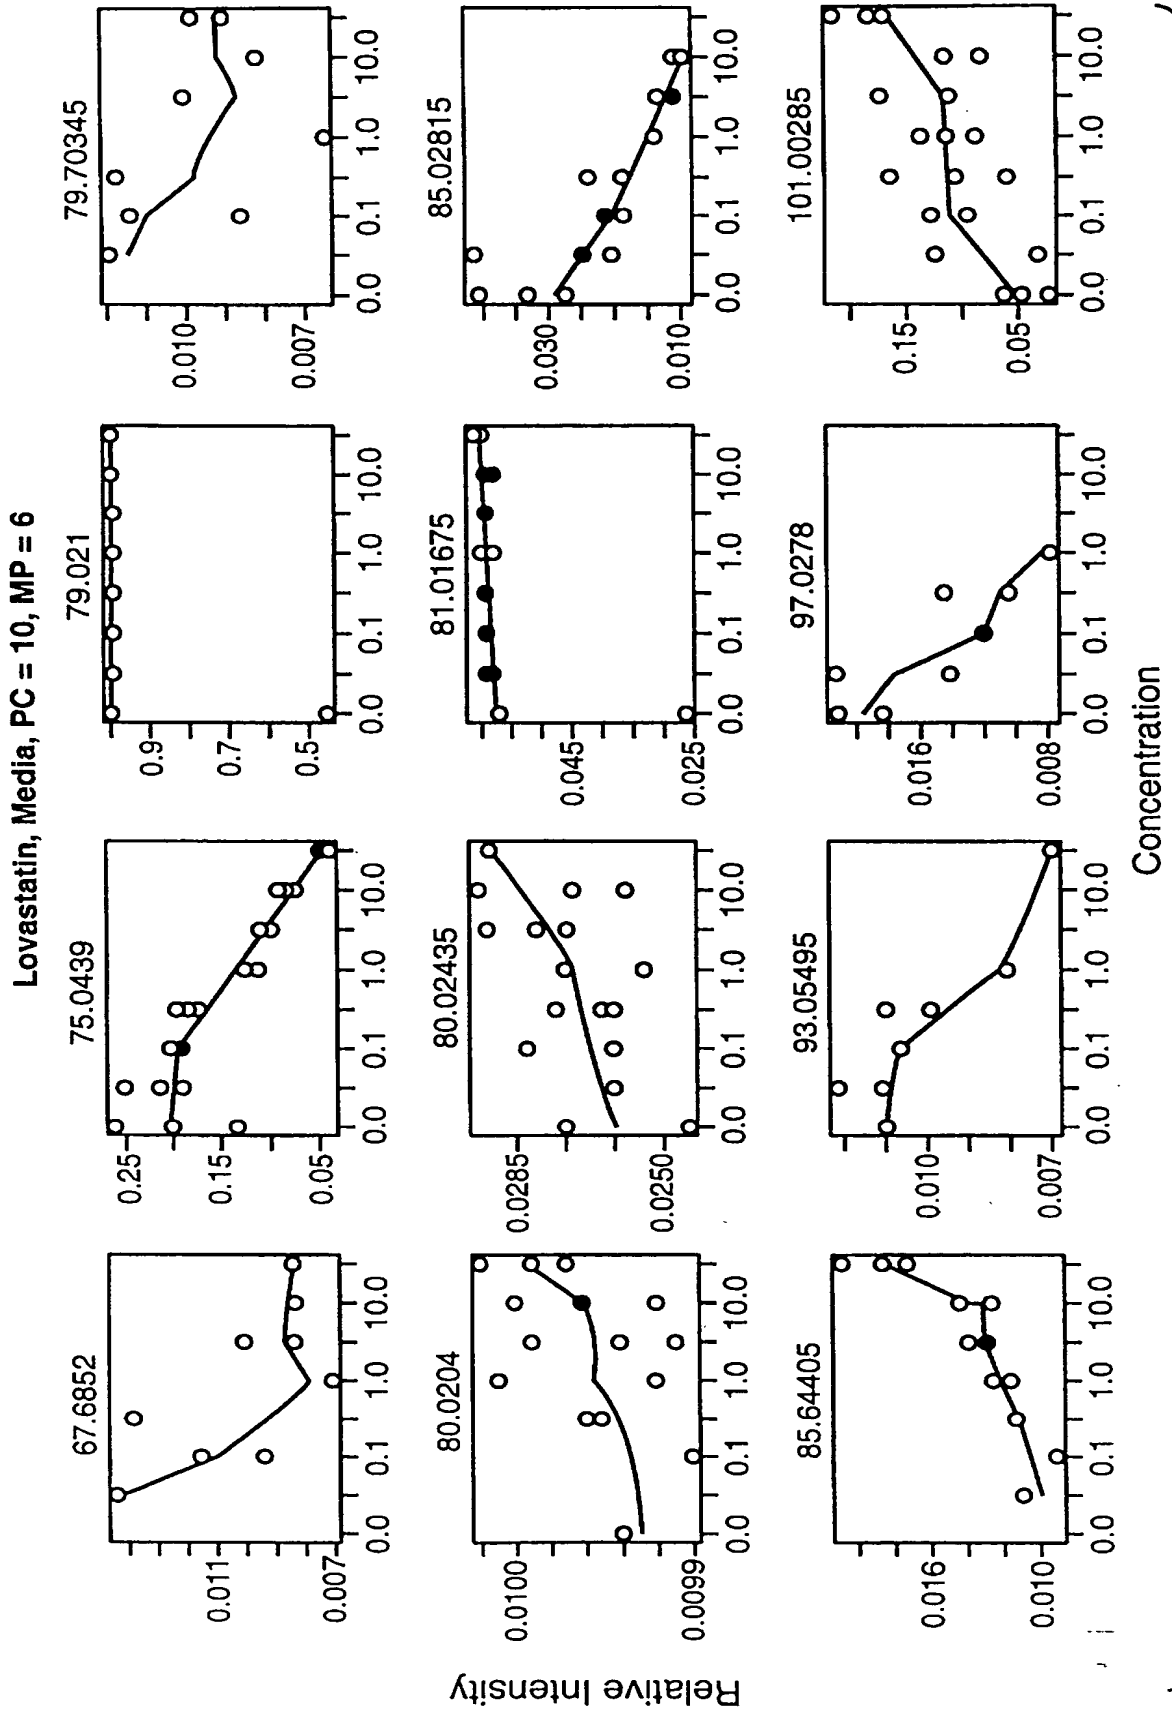 Lovastatin, Media, PC = 10, MP = 6
67.6852
75.0439
79.021
79.70345
0.011
0.007
0.25
0.15
0.05
0.9
0.7
0.5
0.010
0.007
0.0 0.1 1.0 10.0
0.0 0.1 1.0 10.0
0.0 0.1 1.0 10.0
0.0 0.1 1.0 10.0
80.0204
80.02435
81.01675
85.02815
0.0100
0.0099
0.0285
0.0250
0.045
0.025
0.030
0.010
0.0 0.1 1.0 10.0
0.0 0.1 1.0 10.0
0.0 0.1 1.0 10.0
0.0 0.1 1.0 10.0
85.64405
93.05495
97.0278
101.00285
0.016
0.010
0.010
0.007
0.016
0.008
0.15
0.05
0.0 0.1 1.0 10.0
0.0 0.1 1.0 10.0
0.0 0.1 1.0 10.0
0.0 0.1 1.0 10.0
Relative Intensity
Concentration